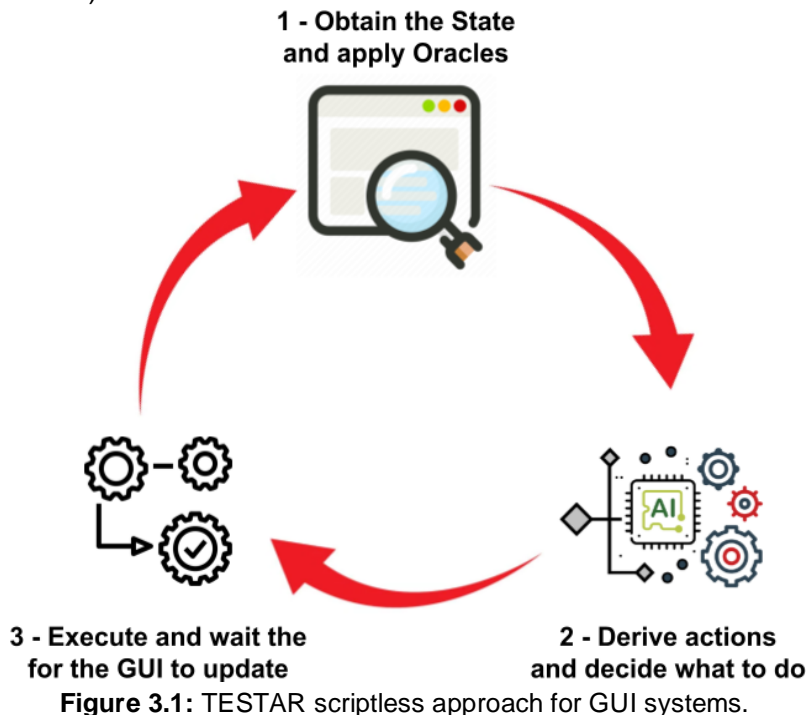 )
1 - Obtain the State
and apply Oracles
AI
3 - Execute and wait the
for the GUI to update
2 - Derive actions
and decide what to do
Figure 3.1: TESTAR scriptless approach for GUI systems.